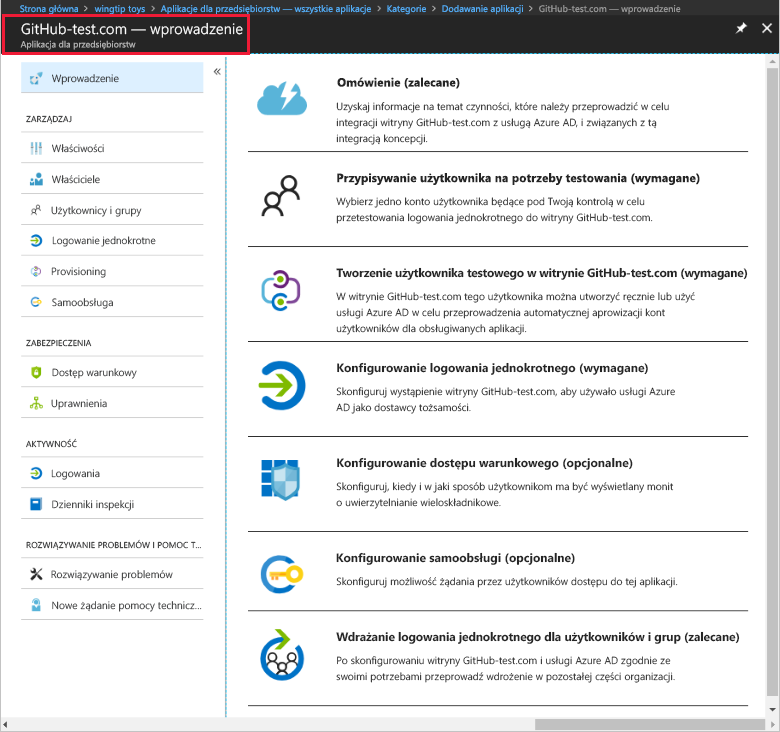 Strona główna > wingtip toys > Aplikacje dla przedsiębiorstw — wszystkie aplikacje > Kategorie > Dodawanie aplikacji > GitHub-test.com — wprowadzenie
GitHub-test.com — wprowadzenie
Aplikacja dla przedsiębiorstw
Wprowadzenie
ZARZĄDZAJ
Właściwości
Właściciele
Użytkownicy i grupy
Logowanie jednokrotne
Provisioning
Samoobsługa
ZABEZPIECZENIA
Dostęp warunkowy
Uprawnienia
AKTYWNOŚĆ
Logowania
Dzienniki inspekcji
ROZWIĄZYWANIE PROBLEMÓW I POMOC T...
Rozwiązywanie problemów
Nowe żądanie pomocy technicz...
Omówienie (zalecane)
Uzyskaj informacje na temat czynności, które należy przeprowadzić w celu
integracji witryny GitHub-test.com z usługą Azure AD, i związanych z tą
integracją koncepcji.
Przypisywanie użytkownika na potrzeby testowania (wymagane)
Wybierz jedno konto użytkownika będące pod Twoją kontrolą w celu
przetestowania logowania jednokrotnego do witryny GitHub-test.com.
Tworzenie użytkownika testowego w witrynie GitHub-test.com (wymagane)
W witrynie GitHub-test.com tego użytkownika można utworzyć ręcznie lub użyć
usługi Azure AD w celu przeprowadzenia automatycznej aprowizacji kont
użytkowników dla obsługiwanych aplikacji.
Konfigurowanie logowania jednokrotnego (wymagane)
Skonfiguruj wystąpienie witryny GitHub-test.com, aby używało usługi Azure
AD jako dostawcy tożsamości.
Konfigurowanie dostępu warunkowego (opcjonalne)
Skonfiguruj, kiedy i w jaki sposób użytkownikom ma być wyświetlany monit
o uwierzytelnianie wieloskładnikowe.
Konfigurowanie samoobsługi (opcjonalne)
Skonfiguruj możliwość żądania przez użytkowników dostępu do tej aplikacji.
Wdrażanie logowania jednokrotnego dla użytkowników i grup (zalecane)
Po skonfigurowaniu witryny GitHub-test.com i usługi Azure AD zgodnie ze
swoimi potrzebami przeprowadź wdrożenie w pozostałej części organizacji.